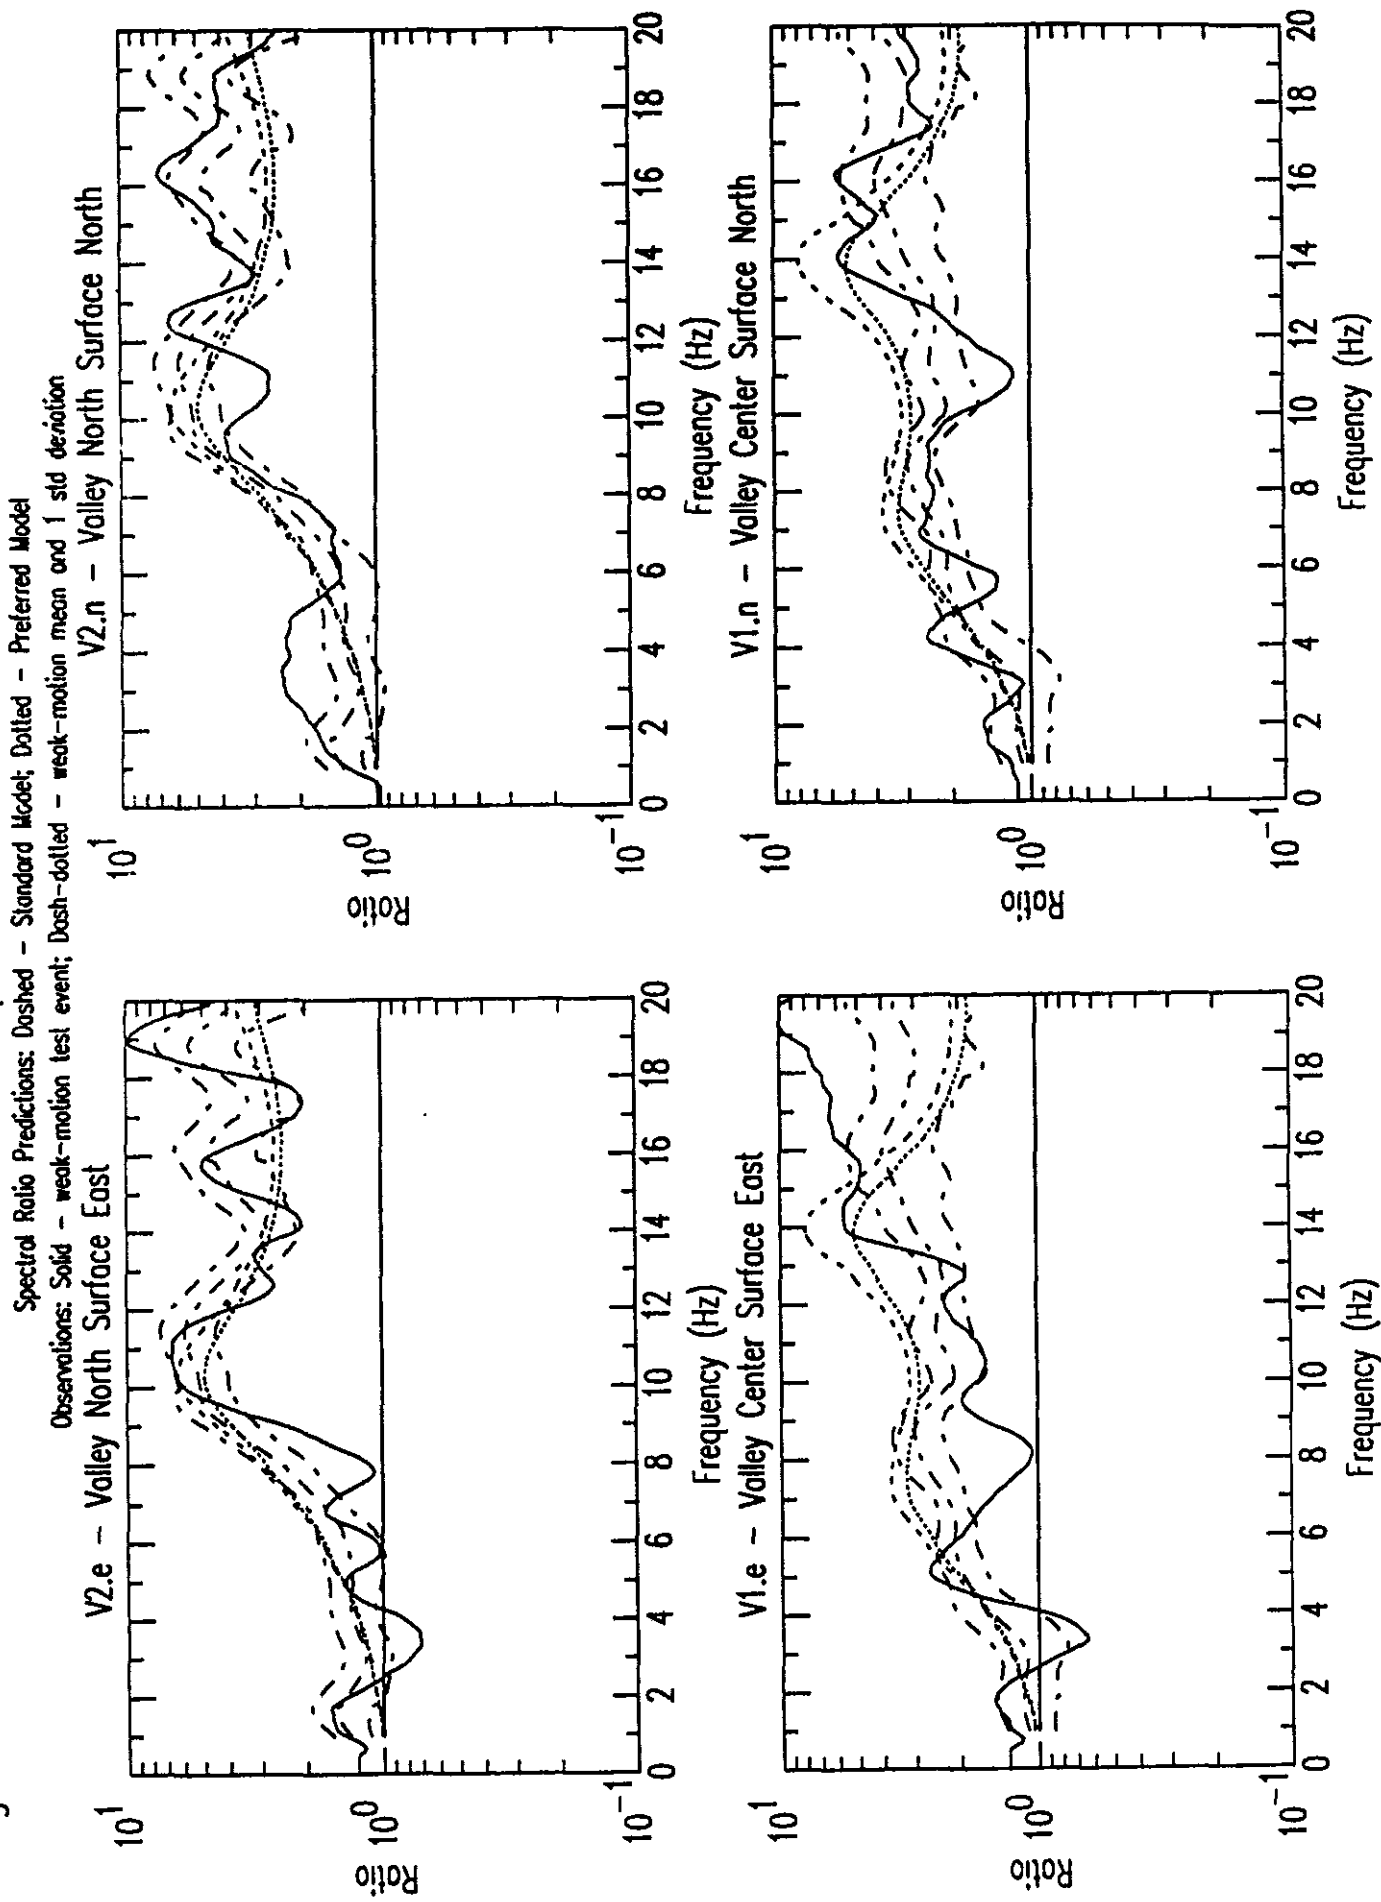 Spectral Ratio Predictions: Dashed - Standard Model; Dotted - Preferred Model
Observations: Solid - weak-motion test event; Dash-dotted - weak-motion mean and 1 std deviation
V2.e - Valley North Surface East
10^1
10^0
10^-1
Ratio
0 2 4 6 8 10 12 14 16 18 20
Frequency (Hz)
V2.n - Valley North Surface North
10^1
10^0
10^-1
Ratio
0 2 4 6 8 10 12 14 16 18 20
Frequency (Hz)
V1.e - Valley Center Surface East
10^1
10^0
10^-1
Ratio
0 2 4 6 8 10 12 14 16 18 20
Frequency (Hz)
V1.n - Valley Center Surface North
10^1
10^0
10^-1
Ratio
0 2 4 6 8 10 12 14 16 18 20
Frequency (Hz)